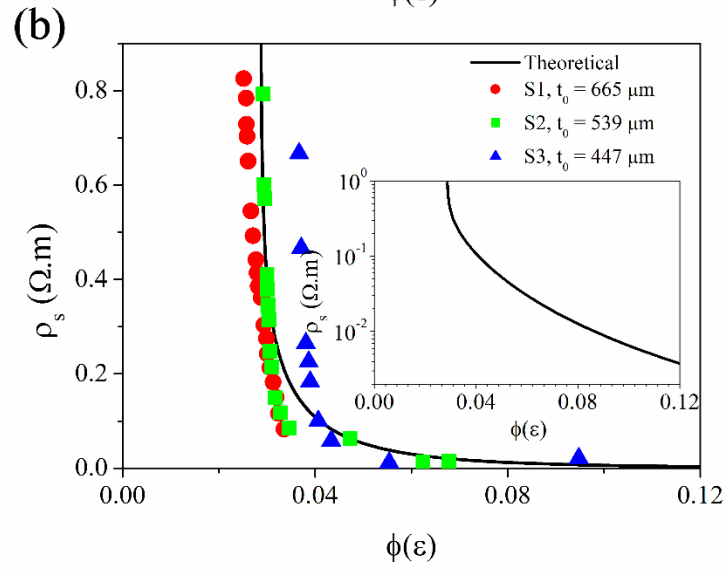 ϕ(ε)
(b)
Theoretical
S1, t₀ = 665 μm
S2, t₀ = 539 μm
S3, t₀ = 447 μm
0.8
0.6
0.4
0.2
0.0
ρₛ (Ω.m)
0.00 0.04 0.08 0.12
ϕ(ε)
10⁰
10⁻¹
10⁻²
ρₛ (Ω.m)
0.00 0.04 0.08 0.12
ϕ(ε)